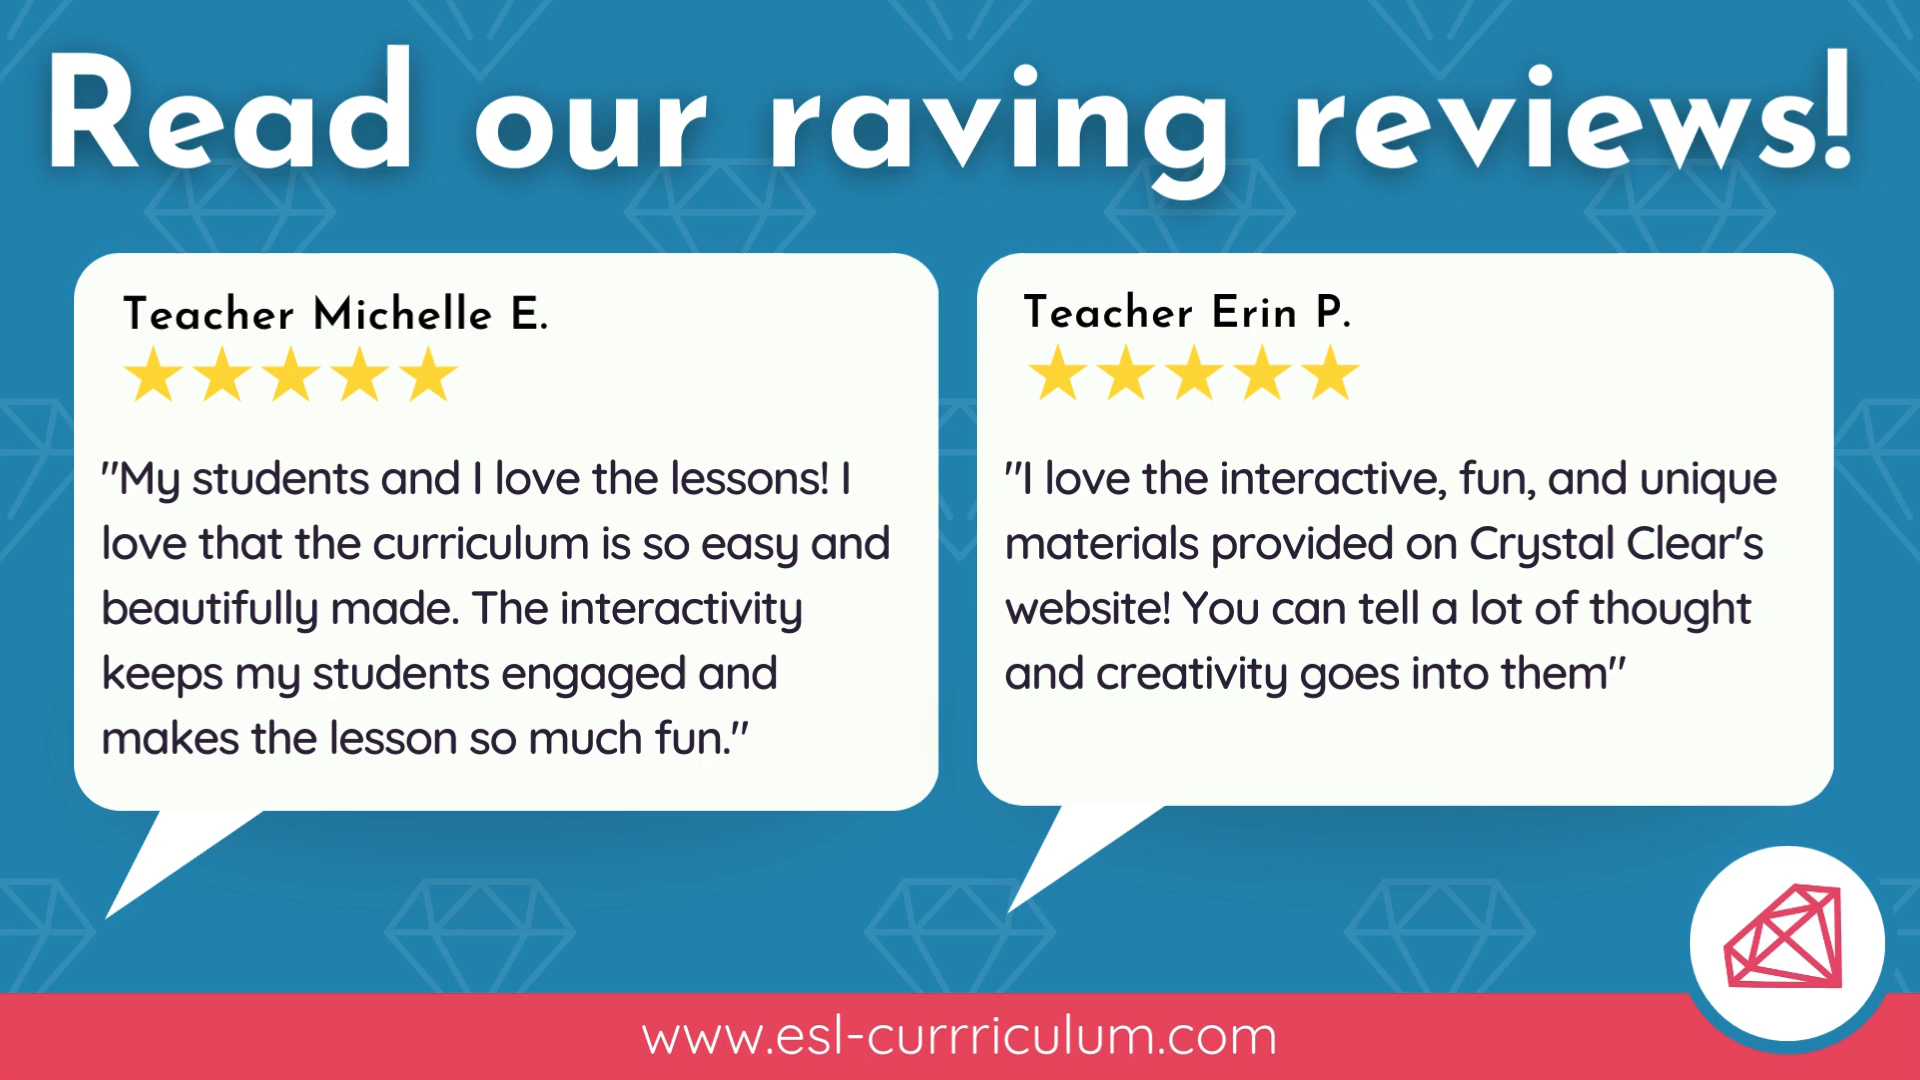 Read our raving reviews!
Teacher Michelle E.
"My students and I love the lessons! I
love that the curriculum is so easy and
beautifully made. The interactivity
keeps my students engaged and
makes the lesson so much fun."
Teacher Erin P.
"I love the interactive, fun, and unique
materials provided on Crystal Clear's
website! You can tell a lot of thought
and creativity goes into them"
www.esl-currriculum.com